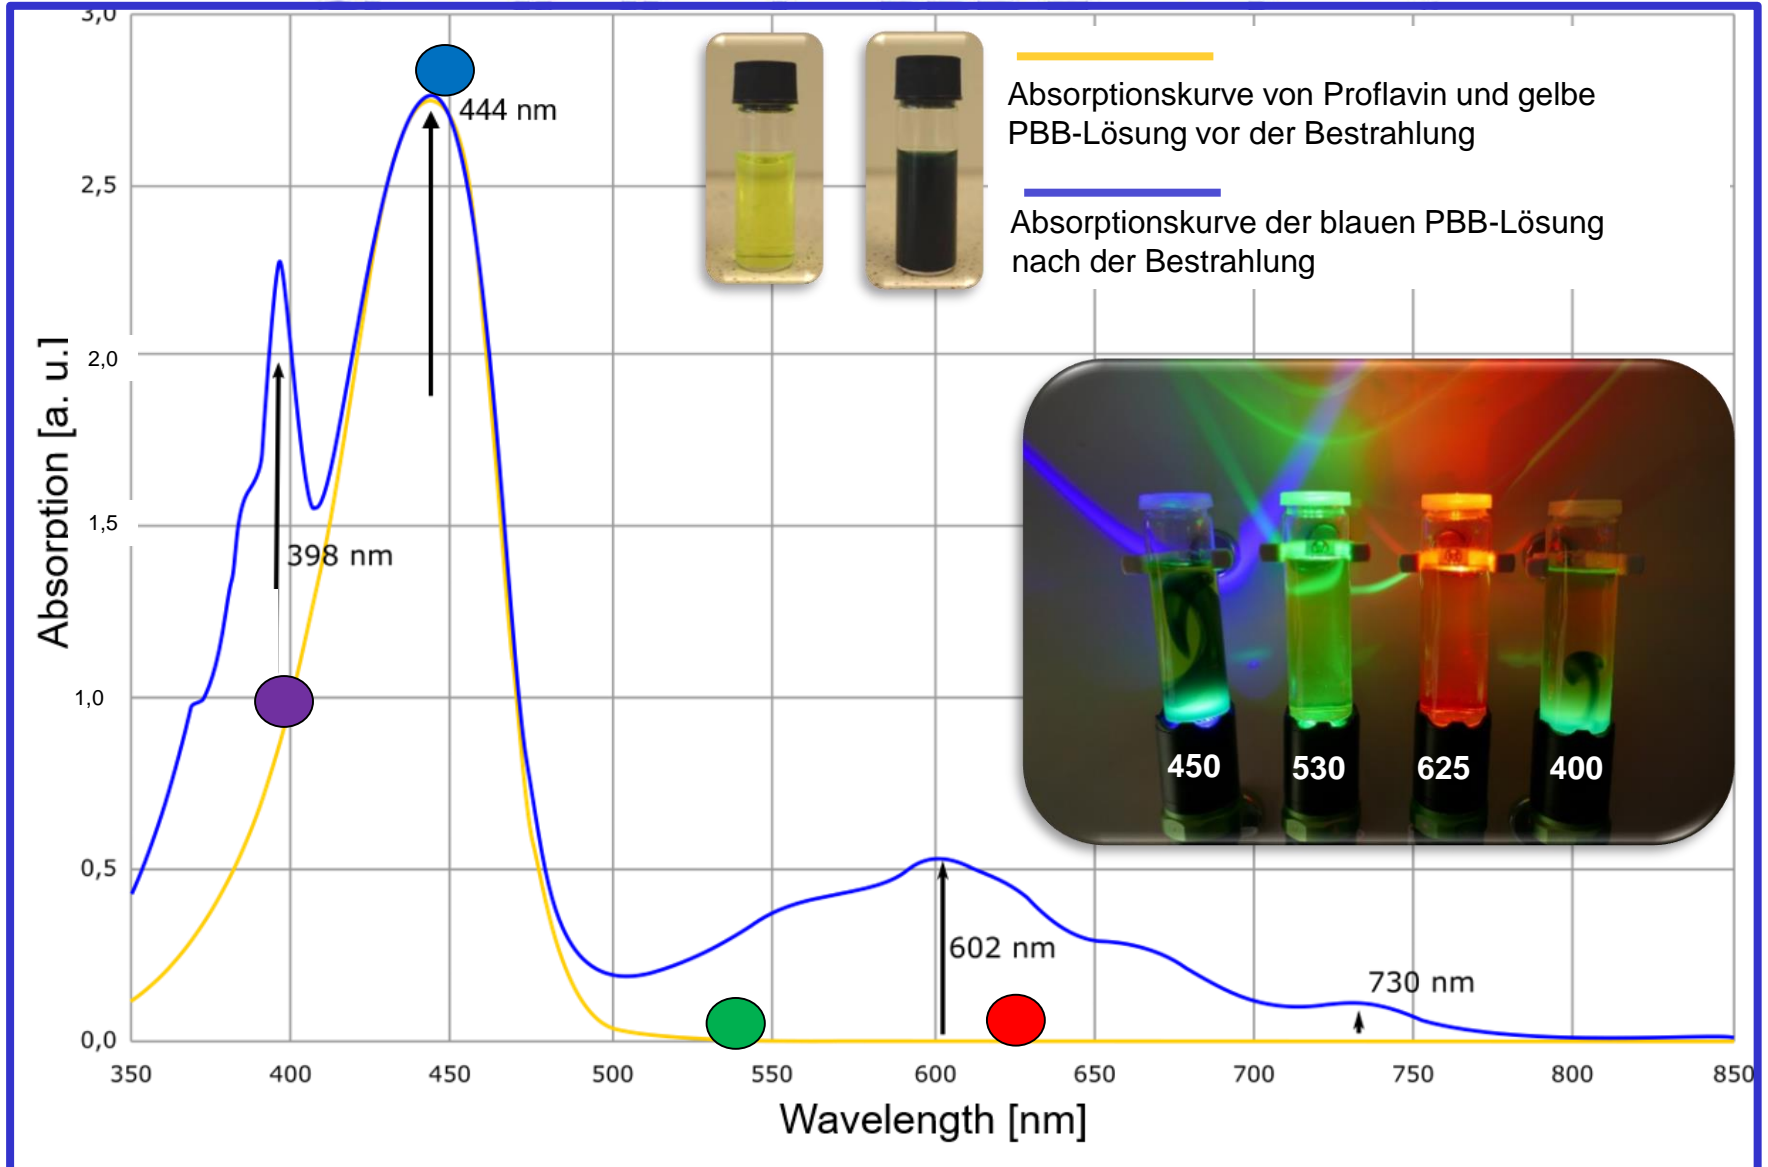 3,0
2,5
2,0
1,5
1,0
0,5
0,0
Absorption [a. u.]
444 nm
398 nm
602 nm
730 nm
Absorptionskurve von Proflavin und gelbe
PBB-Lösung vor der Bestrahlung
Absorptionskurve der blauen PBB-Lösung
nach der Bestrahlung
450 530 625 400
350 400 450 500 550 600 650 700 750 800 850
Wavelength [nm]